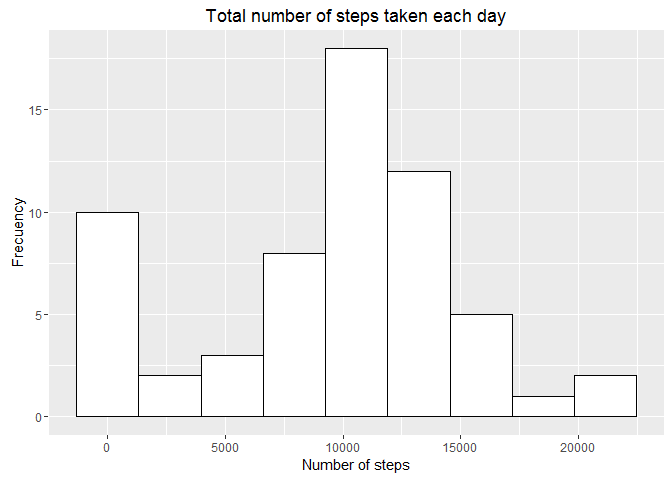 Total number of steps taken each day
Frecuency
15
10
5
0
0 5000 10000 15000 20000
Number of steps